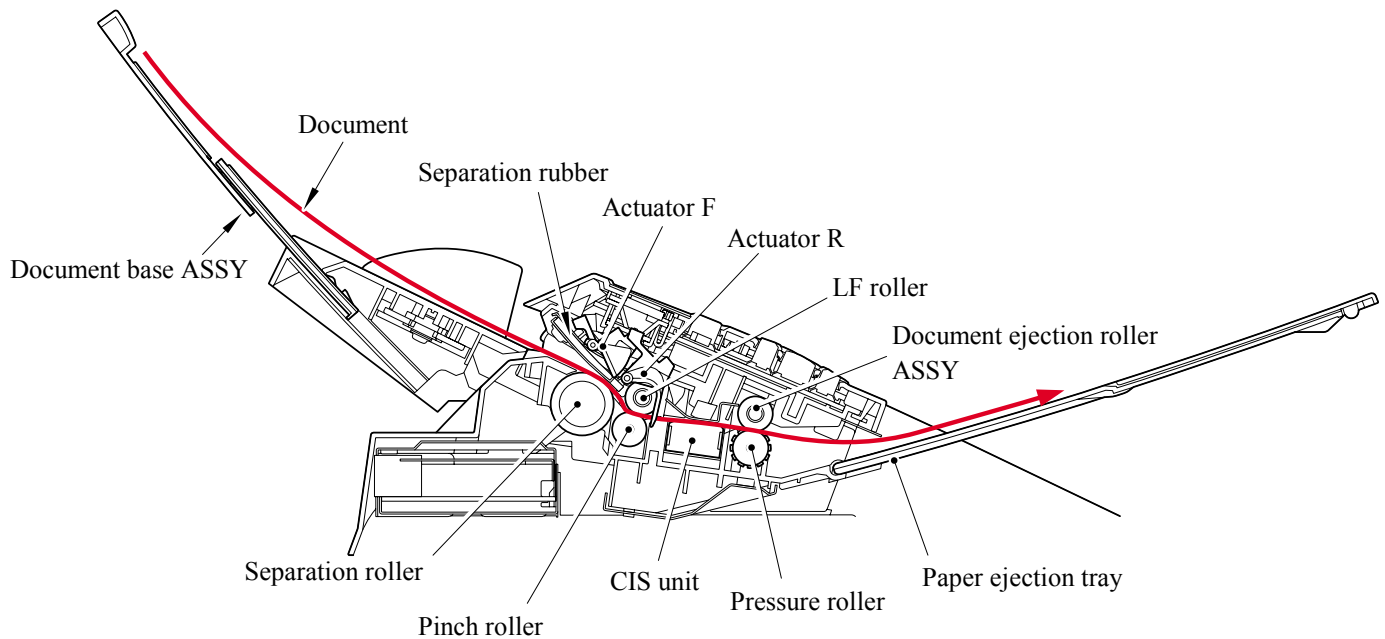 Document
Separation rubber
Actuator F
Actuator R
Document base ASSY
LF roller
Document ejection roller
ASSY
Separation roller
CIS unit
Paper ejection tray
Pressure roller
Pinch roller